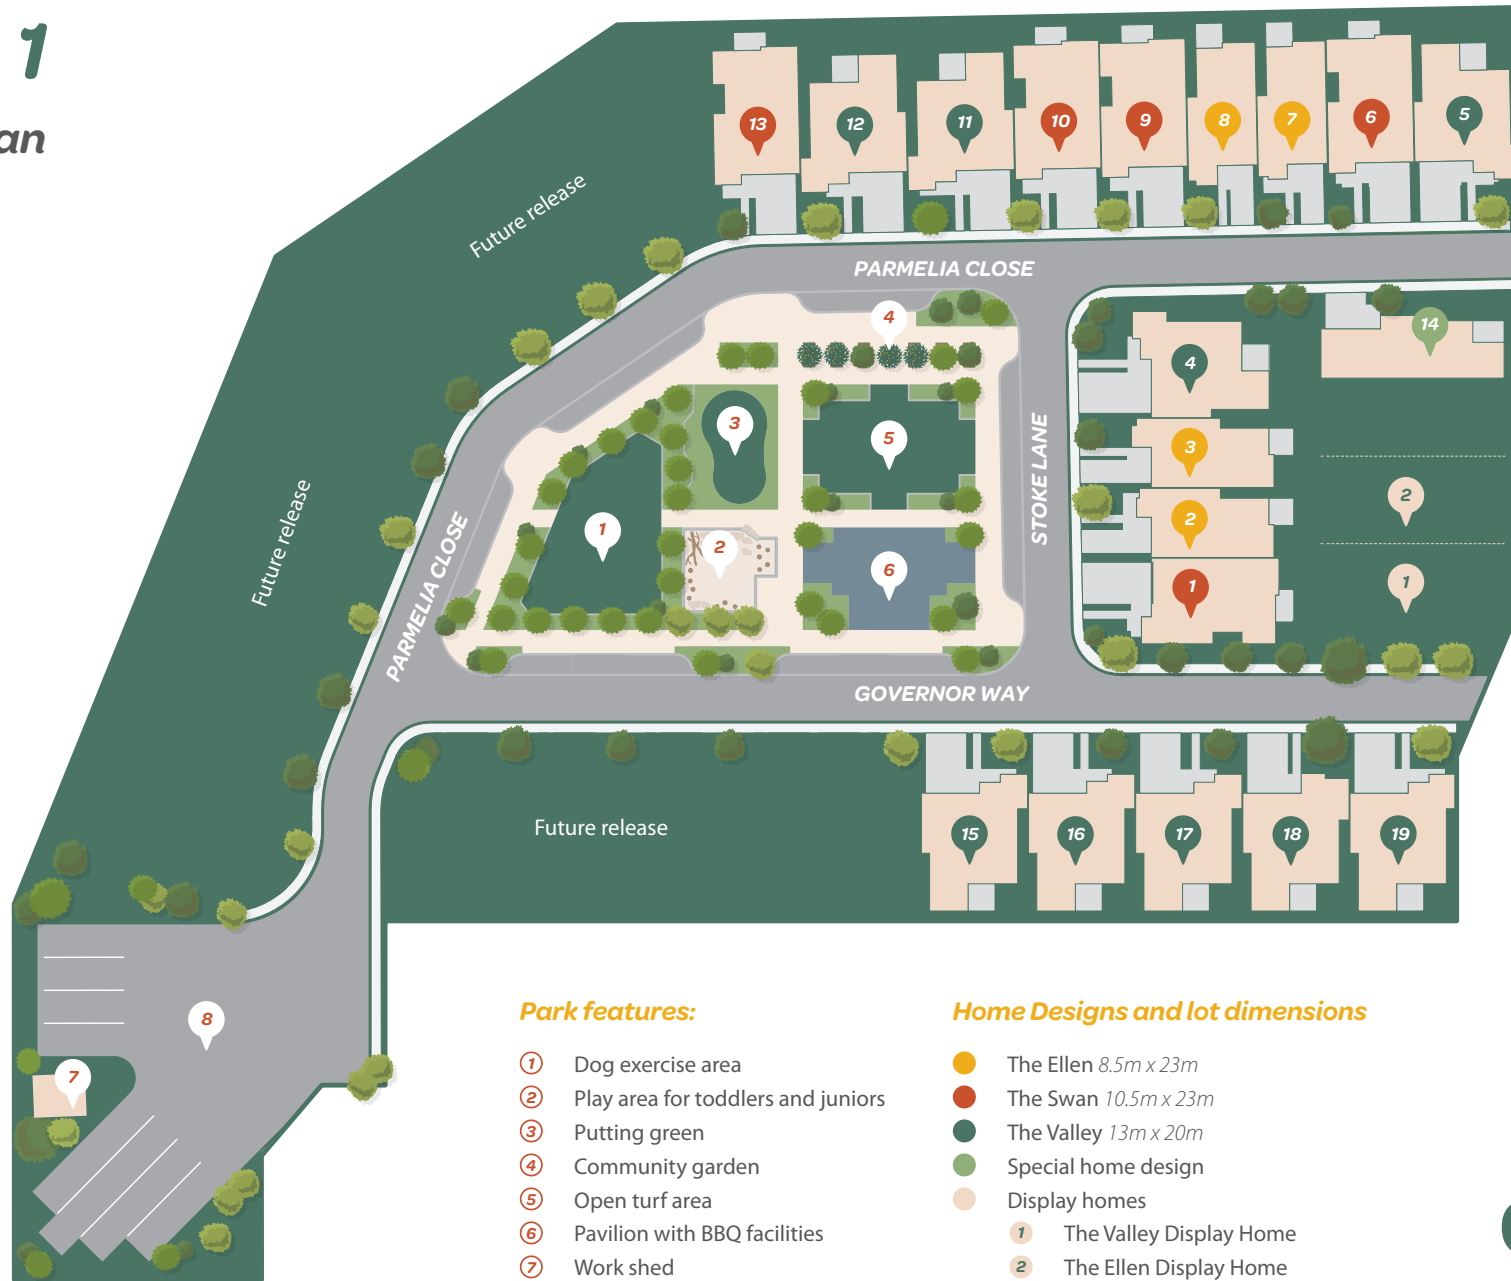 1
an
13
12
11
10
9
8
7
6
5
Future release
PARMELIA CLOSE
4
14
4
3
5
STOKE LANE
3
2
Future release
PARMELIA CLOSE
1
2
6
2
1
1
GOVERNOR WAY
Future release
15
16
17
18
19
8
7
Park features:
1 Dog exercise area
2 Play area for toddlers and juniors
3 Putting green
4 Community garden
5 Open turf area
6 Pavilion with BBQ facilities
7 Work shed
Home Designs and lot dimensions
The Ellen 8.5m x 23m
The Swan 10.5m x 23m
The Valley 13m x 20m
Special home design
Display homes
1 The Valley Display Home
2 The Ellen Display Home